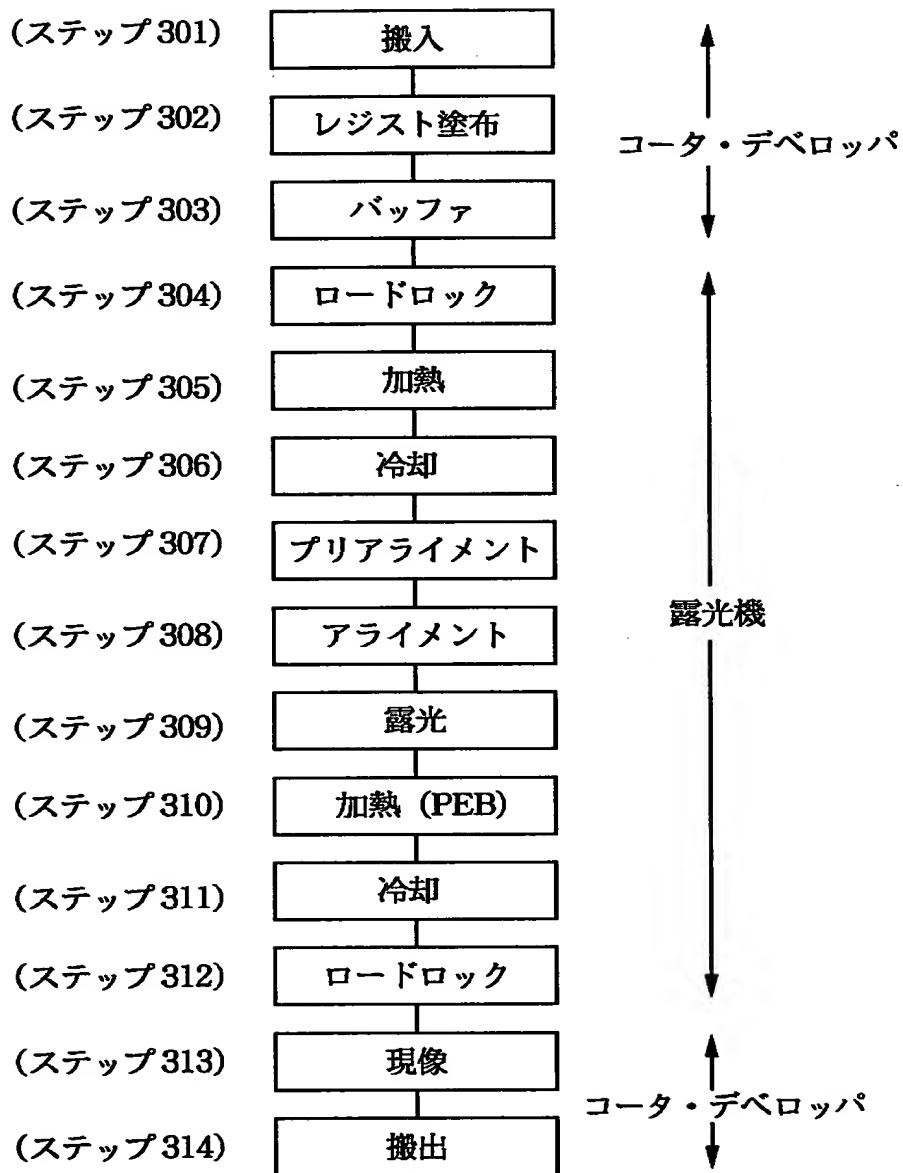 (ステップ301) 搬入
(ステップ302) レジスト塗布
コータ・デベロッパ
(ステップ303) バッファ
(ステップ304) ロードロック
(ステップ305) 加熱
(ステップ306) 冷却
(ステップ307) プリアライメント
(ステップ308) アライメント
露光機
(ステップ309) 露光
(ステップ310) 加熱 (PEB)
(ステップ311) 冷却
(ステップ312) ロードロック
(ステップ313) 現像
コータ・デベロッパ
(ステップ314) 搬出